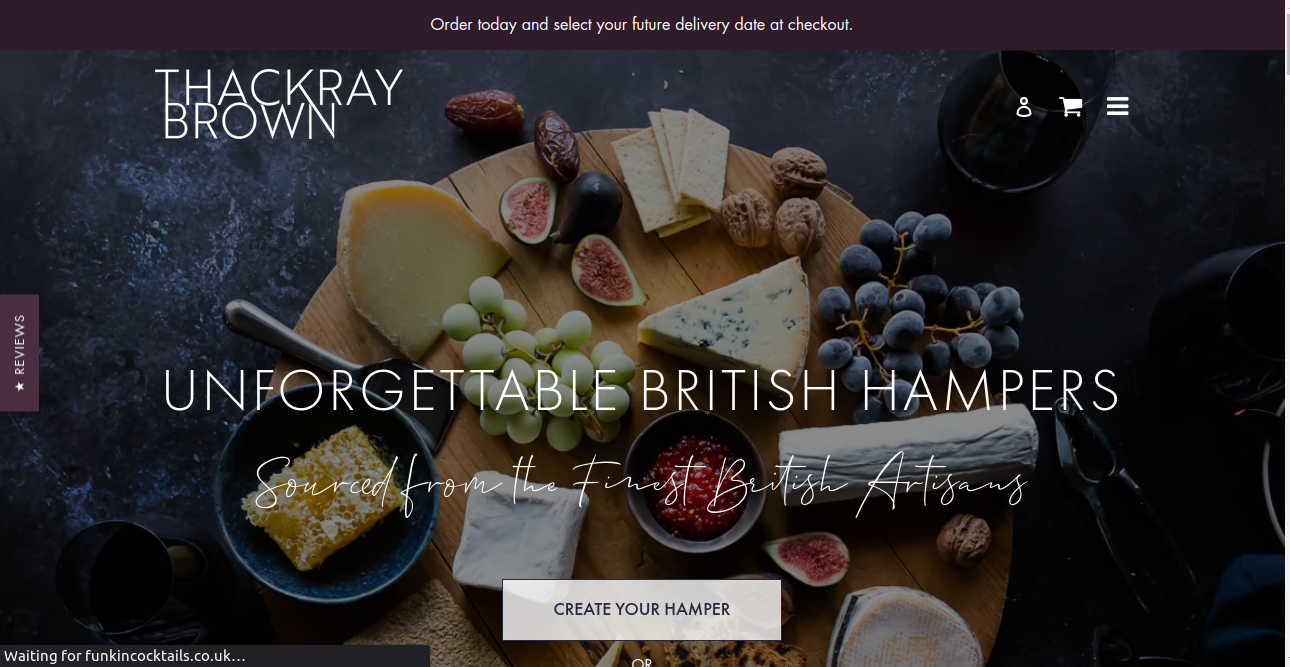 Order today and select your future delivery date at checkout.
THACKRAY
BROWN
★ REVIEWS
UNFORGETTABLE BRITISH HAMPERS
Sourced from the Finest British Artisans
CREATE YOUR HAMPER
OR
Waiting for funkincocktails.co.uk...